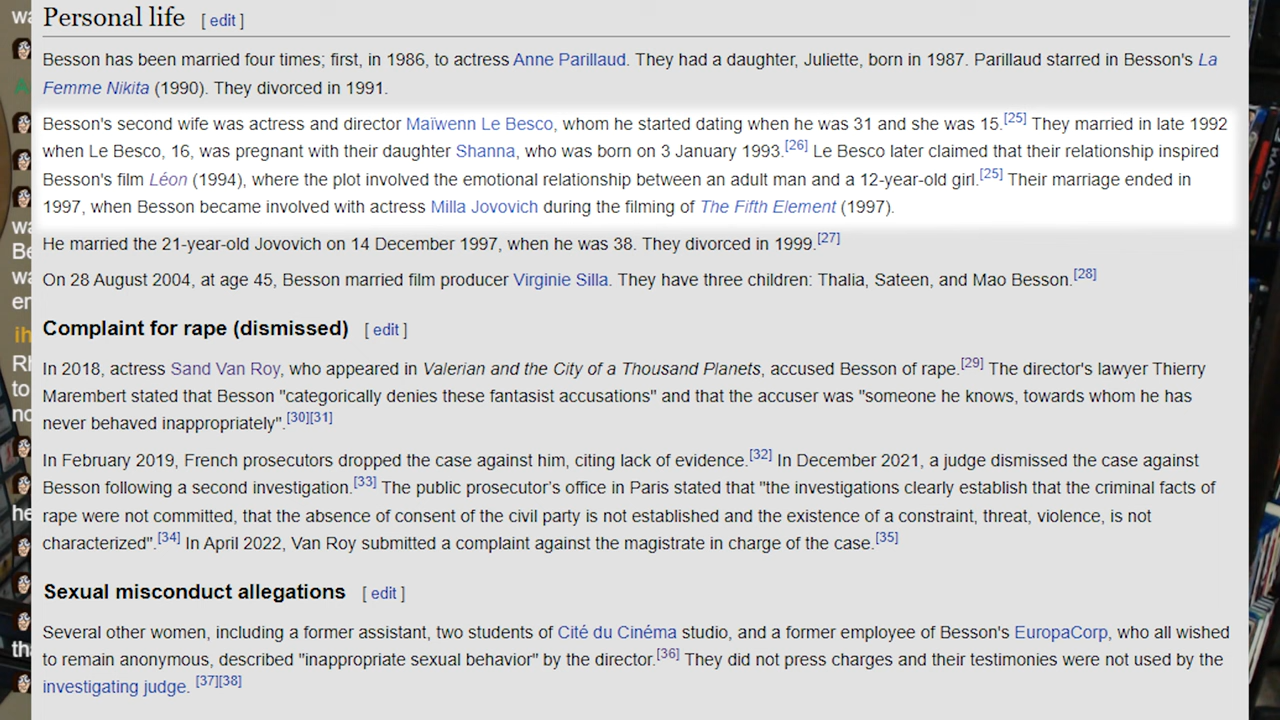 Personal life [ edit ]
Besson has been married four times; first, in 1986, to actress Anne Parillaud. They had a daughter, Juliette, born in 1987. Parillaud starred in Besson's La
Femme Nikita (1990). They divorced in 1991.
Besson's second wife was actress and director Maïwenn Le Besco, whom he started dating when he was 31 and she was 15.[25] They married in late 1992
when Le Besco, 16, was pregnant with their daughter Shanna, who was born on 3 January 1993.[26] Le Besco later claimed that their relationship inspired
Besson's film Léon (1994), where the plot involved the emotional relationship between an adult man and a 12-year-old girl.[25] Their marriage ended in
1997, when Besson became involved with actress Milla Jovovich during the filming of The Fifth Element (1997).
He married the 21-year-old Jovovich on 14 December 1997, when he was 38. They divorced in 1999.[27]
On 28 August 2004, at age 45, Besson married film producer Virginie Silla. They have three children: Thalia, Sateen, and Mao Besson.[28]
Complaint for rape (dismissed) [ edit ]
In 2018, actress Sand Van Roy, who appeared in Valerian and the City of a Thousand Planets, accused Besson of rape.[29] The director's lawyer Thierry
Marembert stated that Besson "categorically denies these fantasist accusations" and that the accuser was "someone he knows, towards whom he has
never behaved inappropriately".[30][31]
In February 2019, French prosecutors dropped the case against him, citing lack of evidence.[32] In December 2021, a judge dismissed the case against
Besson following a second investigation.[33] The public prosecutor's office in Paris stated that "the investigations clearly establish that the criminal facts of
rape were not committed, that the absence of consent of the civil party is not established and the existence of a constraint, threat, violence, is not
characterized".[34] In April 2022, Van Roy submitted a complaint against the magistrate in charge of the case.[35]
Sexual misconduct allegations [ edit ]
Several other women, including a former assistant, two students of Cité du Cinéma studio, and a former employee of Besson's EuropaCorp, who all wished
to remain anonymous, described "inappropriate sexual behavior" by the director.[36] They did not press charges and their testimonies were not used by the
investigating judge. [37][38]